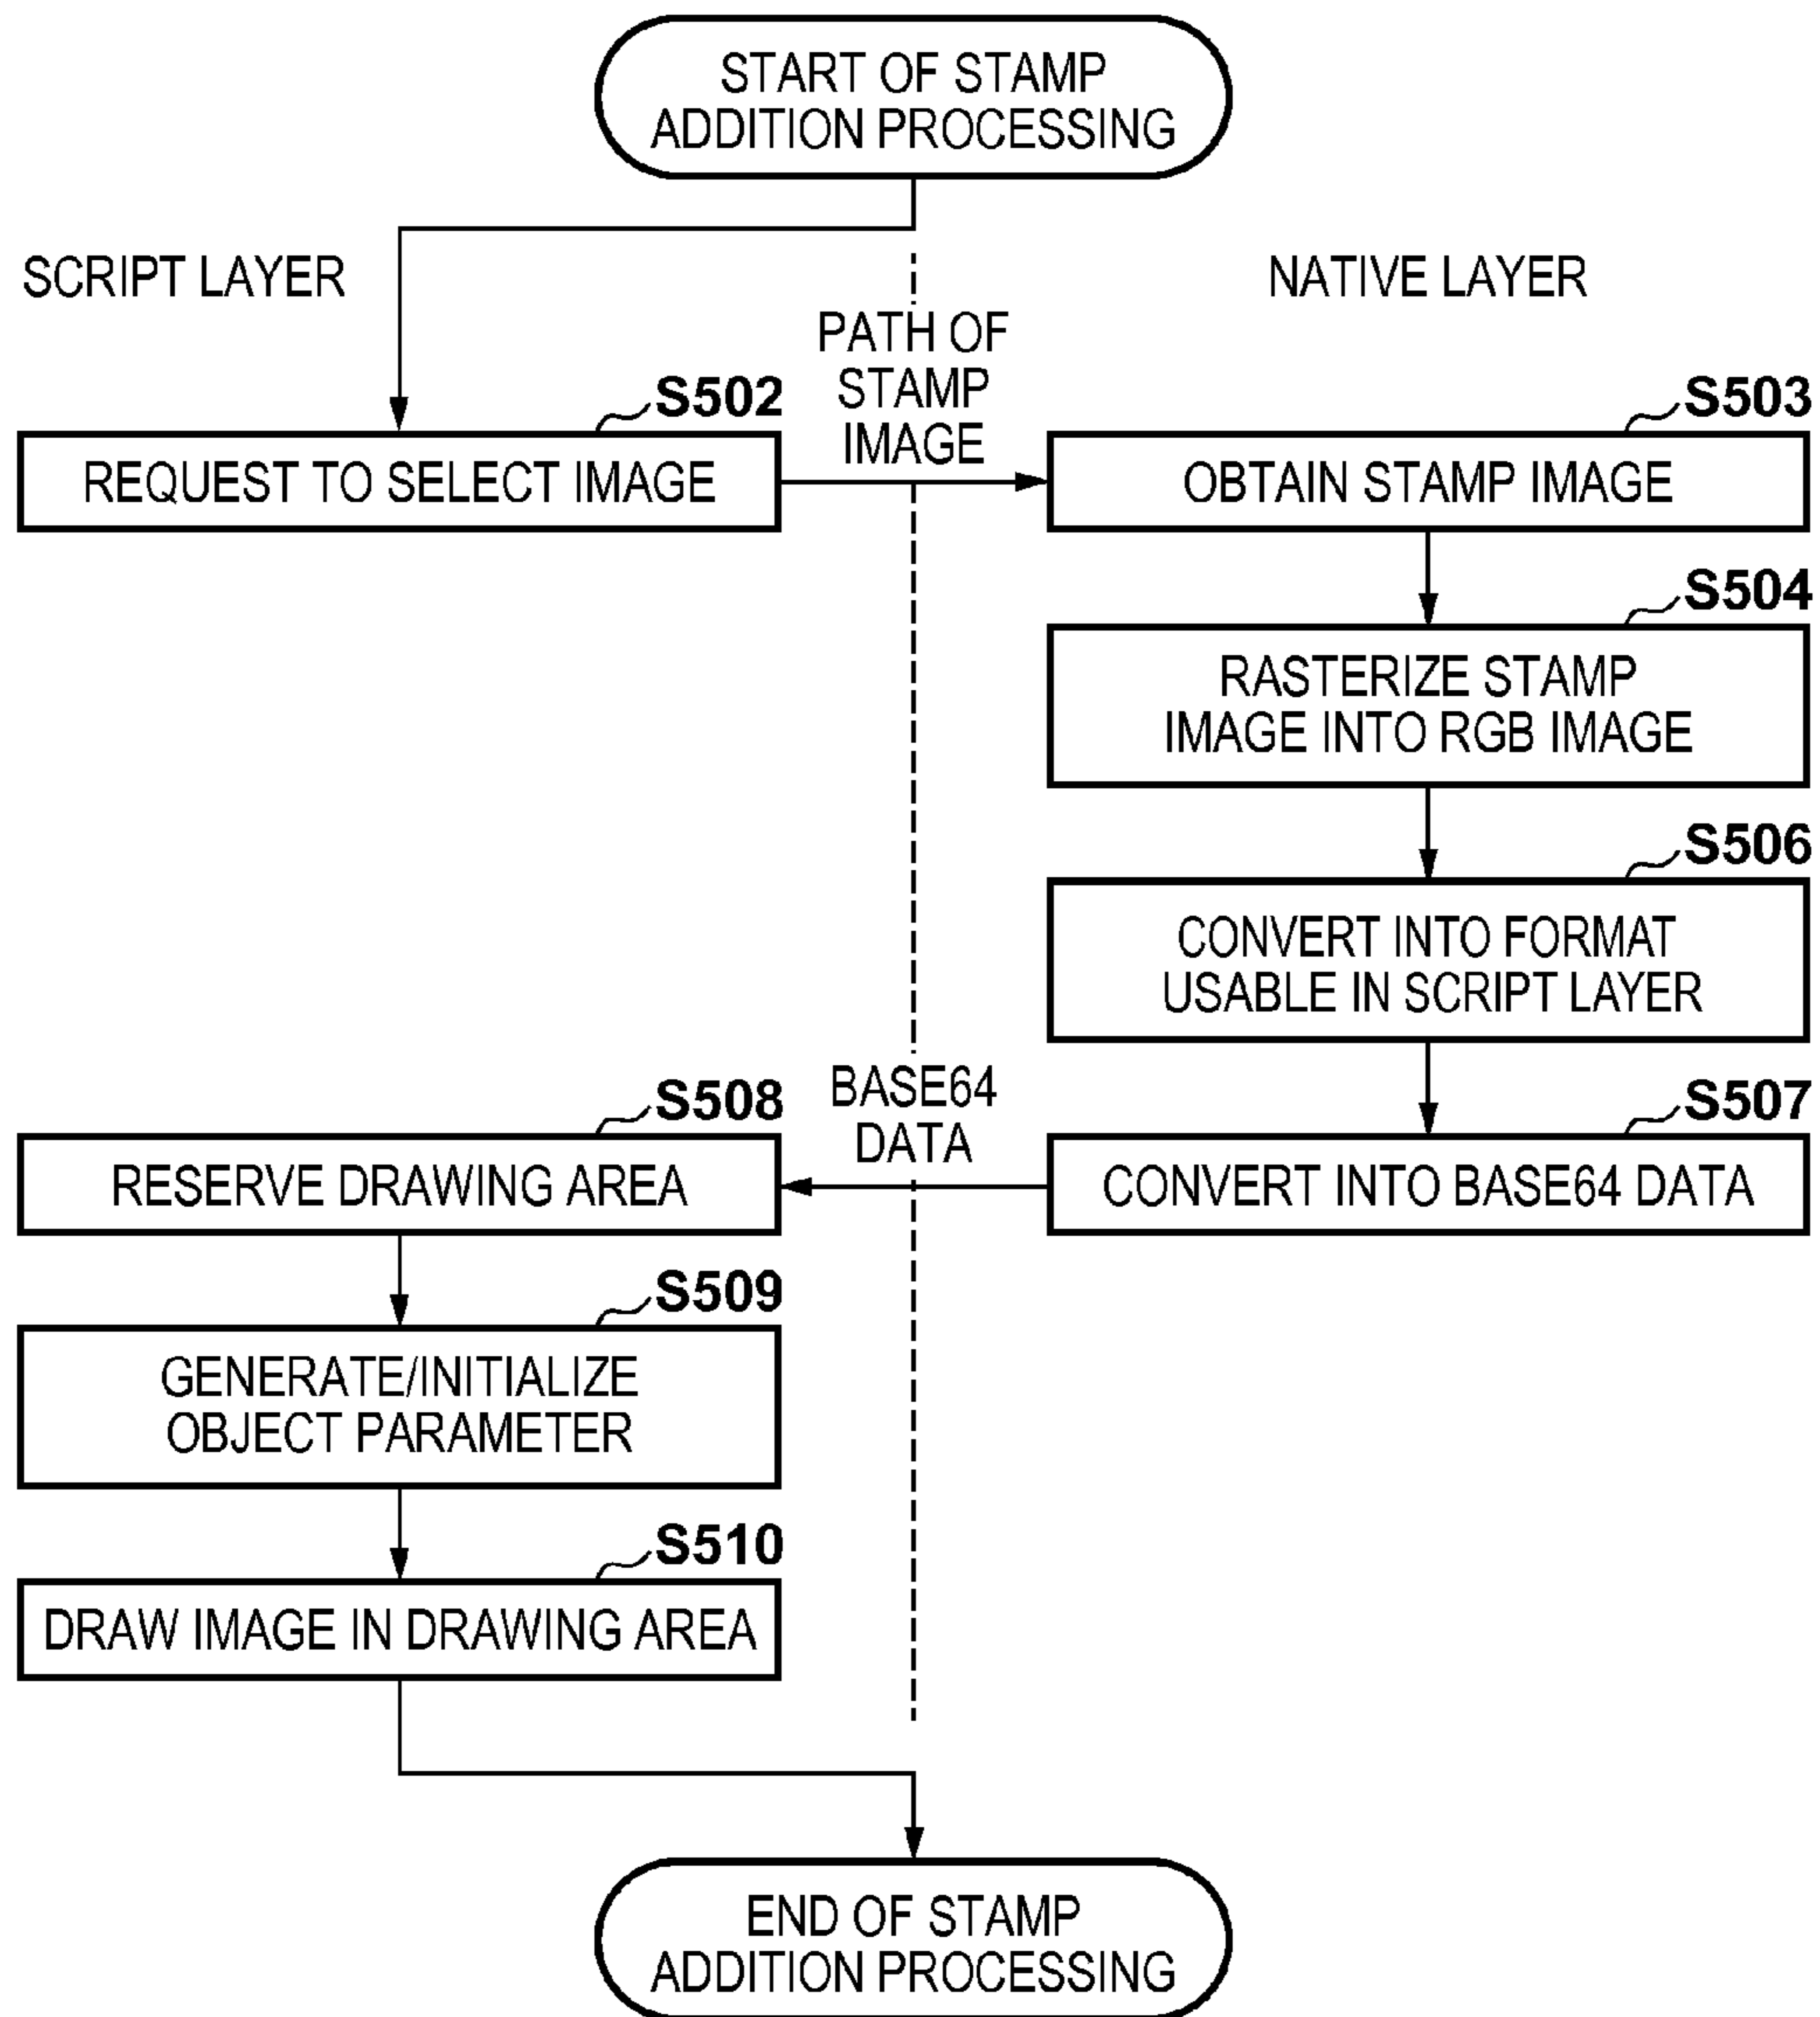 START OF STAMP
ADDITION PROCESSING
SCRIPT LAYER
NATIVE LAYER
PATH OF
STAMP
IMAGE
S502
REQUEST TO SELECT IMAGE
S503
OBTAIN STAMP IMAGE
S504
RASTERIZE STAMP
IMAGE INTO RGB IMAGE
S506
CONVERT INTO FORMAT
USABLE IN SCRIPT LAYER
S507
CONVERT INTO BASE64 DATA
BASE64
DATA
S508
RESERVE DRAWING AREA
S509
GENERATE/INITIALIZE
OBJECT PARAMETER
S510
DRAW IMAGE IN DRAWING AREA
END OF STAMP
ADDITION PROCESSING